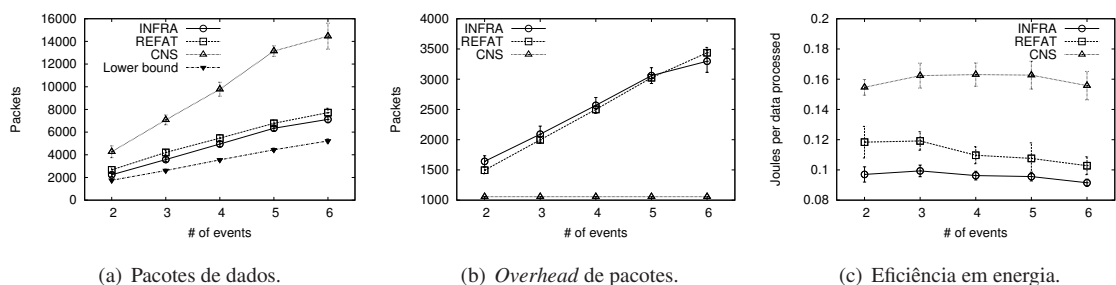 16000
14000
12000
10000
8000
6000
4000
2000
0
Packets
INFRA
REFAT
CNS
Lower bound
2 3 4 5 6
# of events
(a) Pacotes de dados.
4000
3500
3000
2500
2000
1500
1000
Packets
INFRA
REFAT
CNS
2 3 4 5 6
# of events
(b) Overhead de pacotes.
0.2
0.18
0.16
0.14
0.12
0.1
0.08
Joules per data processed
INFRA
REFAT
CNS
2 3 4 5 6
# of events
(c) Eficiência em energia.